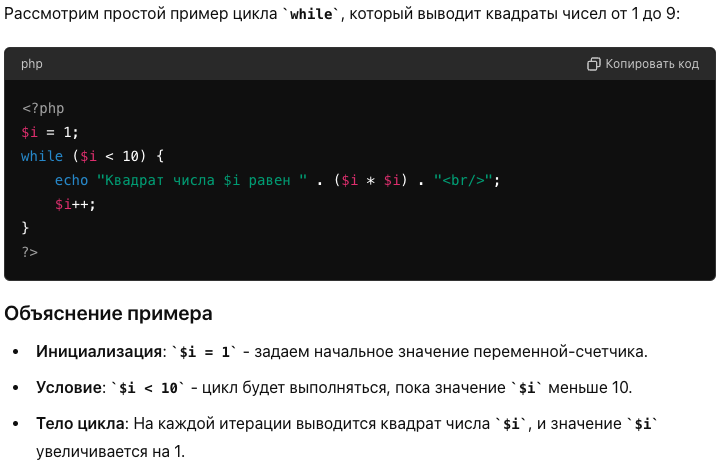 Рассмотрим простой пример цикла `while`, который выводит квадраты чисел от 1 до 9:
php
Копировать код
<?php
$i = 1;
while ($i < 10) {
    echo "Квадрат числа $i равен " . ($i * $i) . "<br/>";
    $i++;
}
?>
Объяснение примера
• Инициализация: `$i = 1` - задаем начальное значение переменной-счетчика.
• Условие: `$i < 10` - цикл будет выполняться, пока значение `$i` меньше 10.
• Тело цикла: На каждой итерации выводится квадрат числа `$i`, и значение `$i`
увеличивается на 1.